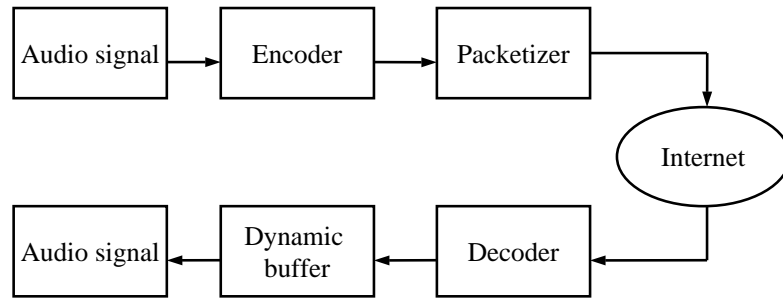 Audio signal
Encoder
Packetizer
Internet
Audio signal
Dynamic
buffer
Decoder